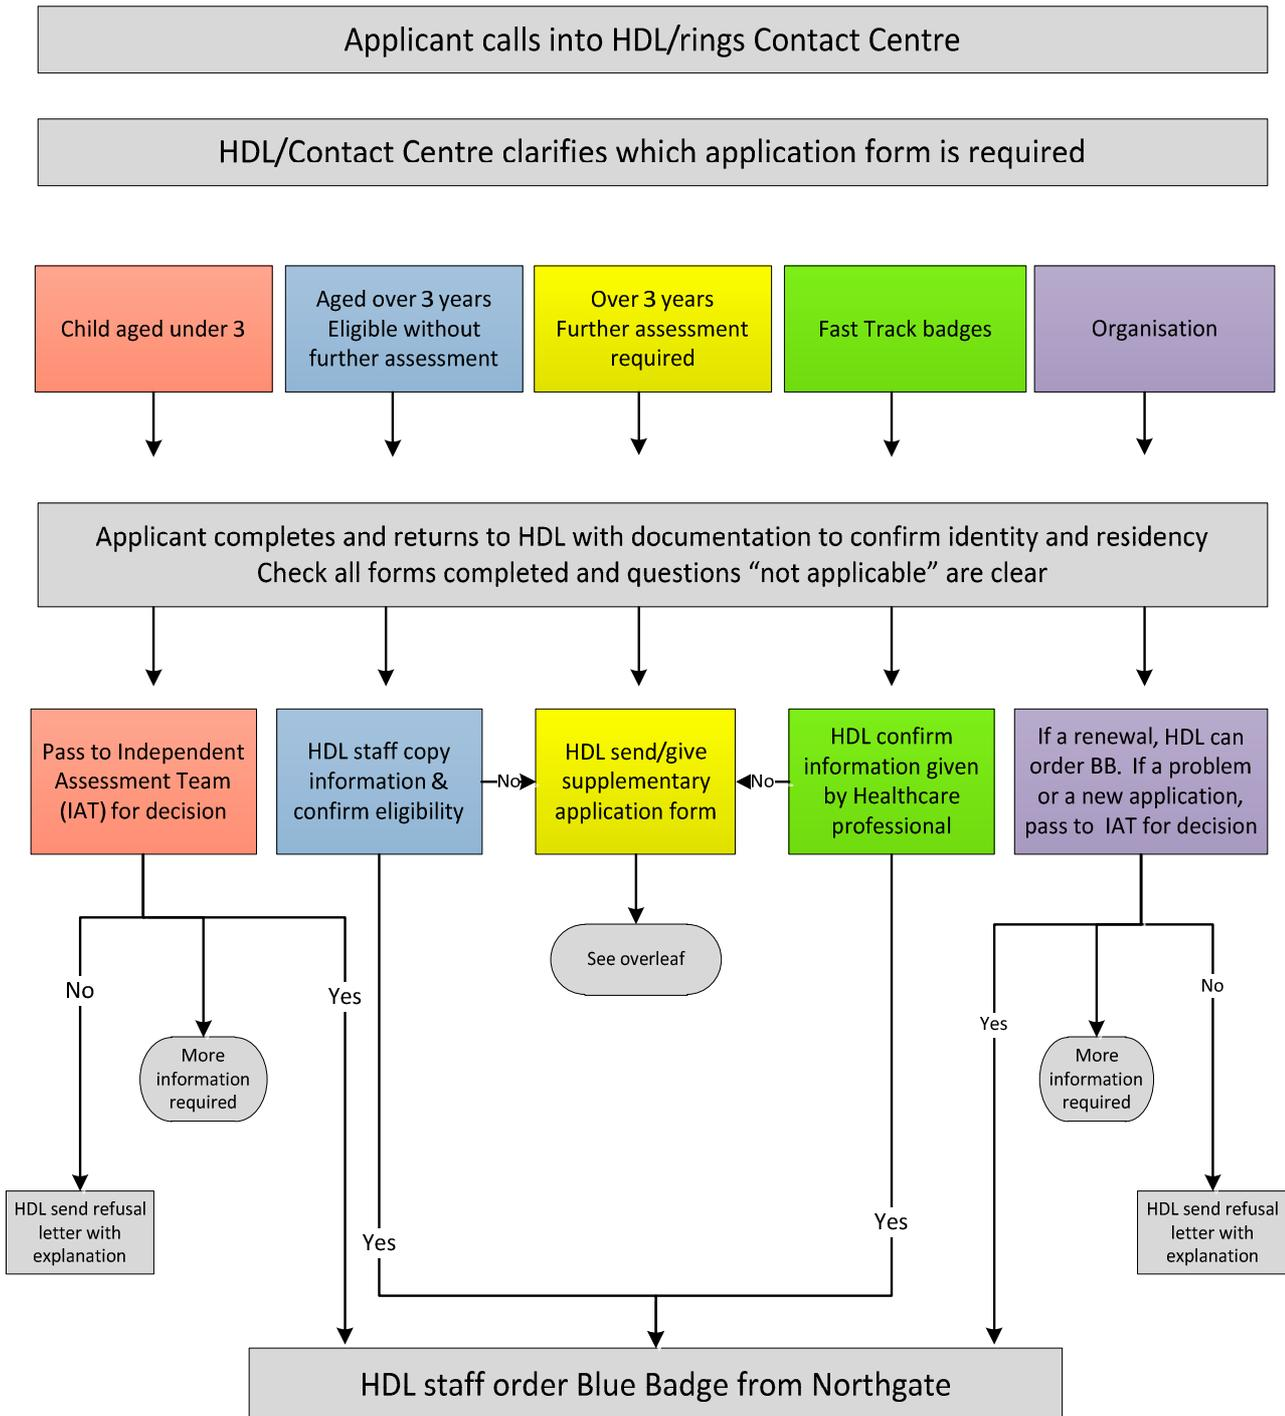 Applicant calls into HDL/rings Contact Centre
HDL/Contact Centre clarifies which application form is required
Child aged under 3
Aged over 3 years
Eligible without
further assessment
Over 3 years
Further assessment
required
Fast Track badges
Organisation
Applicant completes and returns to HDL with documentation to confirm identity and residency
Check all forms completed and questions “not applicable” are clear
Pass to Independent
Assessment Team
(IAT) for decision
HDL staff copy
information &
confirm eligibility
No
HDL send/give
supplementary
application form
No
HDL confirm
information given
by Healthcare
professional
If a renewal, HDL can
order BB. If a problem
or a new application,
pass to IAT for decision
See overleaf
No
Yes
Yes
No
More
information
required
More
information
required
HDL send refusal
letter with
explanation
Yes
Yes
HDL send refusal
letter with
explanation
HDL staff order Blue Badge from Northgate